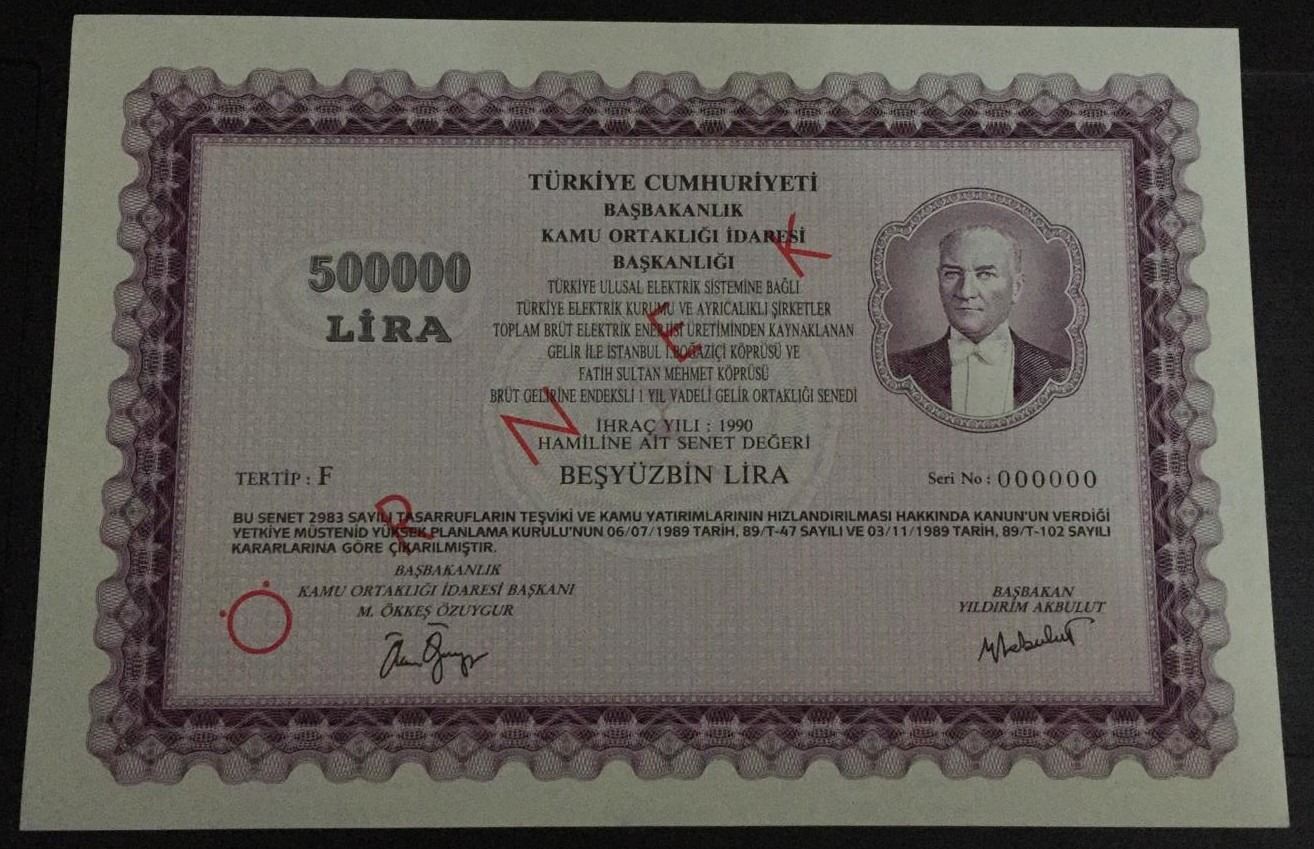 TÜRKİYE CUMHURİYETİ
BAŞBAKANLIK
KAMU ORTAKLIĞI İDARESİ
BAŞKANLIĞI
500000
LİRA
TÜRKİYE ULUSAL ELEKTRİK SİSTEMİNE BAĞLI
TÜRKİYE ELEKTRİK KURUMU VE AYRICALIKLI ŞİRKETLER
TOPLAM BRÜT ELEKTRİK ENERJİSİ ÜRETİMİNDEN KAYNAKLANAN
GELİR İLE İSTANBUL I.BOĞAZİÇİ KÖPRÜSÜ VE
FATİH SULTAN MEHMET KÖPRÜSÜ
BRÜT GELİRİNE ENDEKSLİ 1 YIL VADELİ GELİR ORTAKLIĞI SENEDİ
İHRAÇ YILI : 1990
HAMİLİNE AİT SENET DEĞERİ
BEŞYÜZBİN LİRA
TERTİP : F
Seri No : 000000
BU SENET 2983 SAYILI TASARRUFLARIN TEŞVİKİ VE KAMU YATIRIMLARININ HIZLANDIRILMASI HAKKINDA KANUN'UN VERDİĞİ
YETKİYE MÜSTENİD YÜKSEK PLANLAMA KURULU'NUN 06/07/1989 TARİH, 89/T-47 SAYILI VE 03/11/1989 TARİH, 89/T-102 SAYILI
KARARLARINA GÖRE ÇIKARILMIŞTIR.
BAŞBAKANLIK
KAMU ORTAKLIĞI İDARESİ BAŞKANI
M. ÖKKEŞ ÖZUYGUR
BAŞBAKAN
YILDIRIM AKBULUT
ÖRNEK